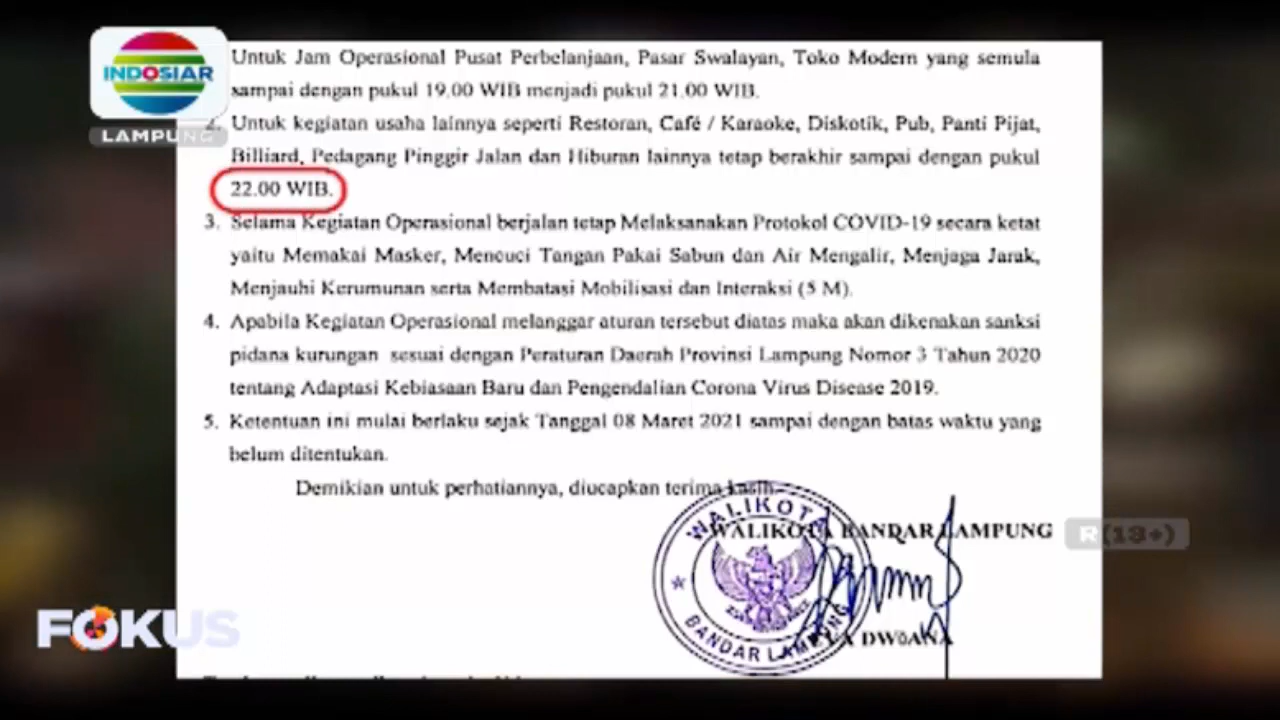 INDOSIAR
LAMPUNG
Untuk Jam Operasional Pusat Perbelanjaan, Pasar Swalayan, Toko Modern yang semula
sampai dengan pukul 19.00 WIB menjadi pukul 21.00 WIB.
2. Untuk kegiatan usaha lainnya seperti Restoran, Café / Karaoke, Diskotik, Pub, Panti Pijat,
Billiard, Pedagang Pinggir Jalan dan Hiburan lainnya tetap berakhir sampai dengan pukul
22.00 WIB.
3. Selama Kegiatan Operasional berjalan tetap Melaksanakan Protokol COVID-19 secara ketat
yaitu Memakai Masker, Mencuci Tangan Pakai Sabun dan Air Mengalir, Menjaga Jarak,
Menjauhi Kerumunan serta Membatasi Mobilisasi dan Interaksi (5 M).
4. Apabila Kegiatan Operasional melanggar aturan tersebut diatas maka akan dikenakan sanksi
pidana kurungan sesuai dengan Peraturan Daerah Provinsi Lampung Nomor 3 Tahun 2020
tentang Adaptasi Kebiasaan Baru dan Pengendalian Corona Virus Disease 2019.
5. Ketentuan ini mulai berlaku sejak Tanggal 08 Maret 2021 sampai dengan batas waktu yang
belum ditentukan.
Demikian untuk perhatiannya, diucapkan terima kasih.
WALIKOTA BANDAR LAMPUNG
WALIKOTA
BANDAR LAMPUNG
R (13+)
FOKUS